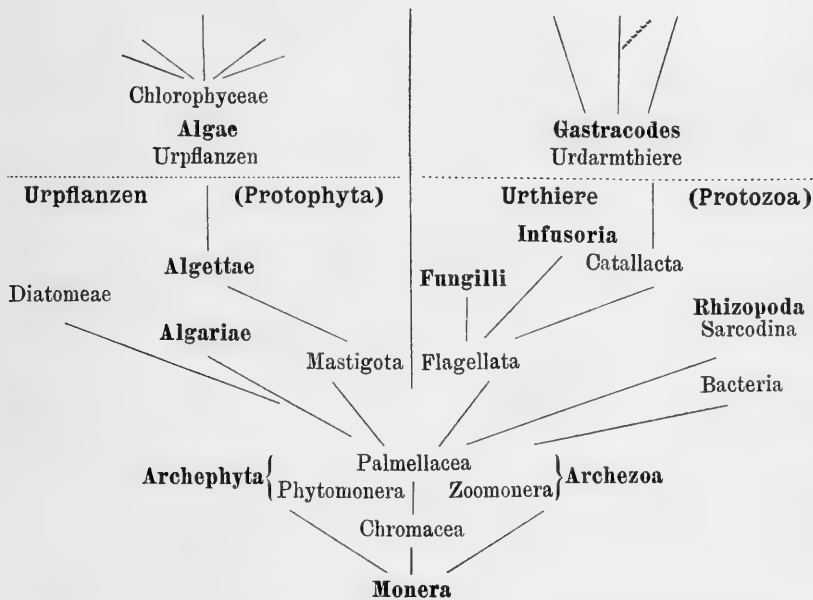 Chlorophyceae
Algae
Urpflanzen
Gastracodes
Urdarmthiere
Urpflanzen (Protophyta)
Urthiere (Protozoa)
Infusoria
Algettae
Catallacta
Fungilli
Diatomeae
Rhizopoda
Sarcodina
Algariae
Mastigota
Flagellata
Bacteria
Palmellacea
Archephyta
Archezoa
Phytomonera
Zoomonera
Chromacea
Monera